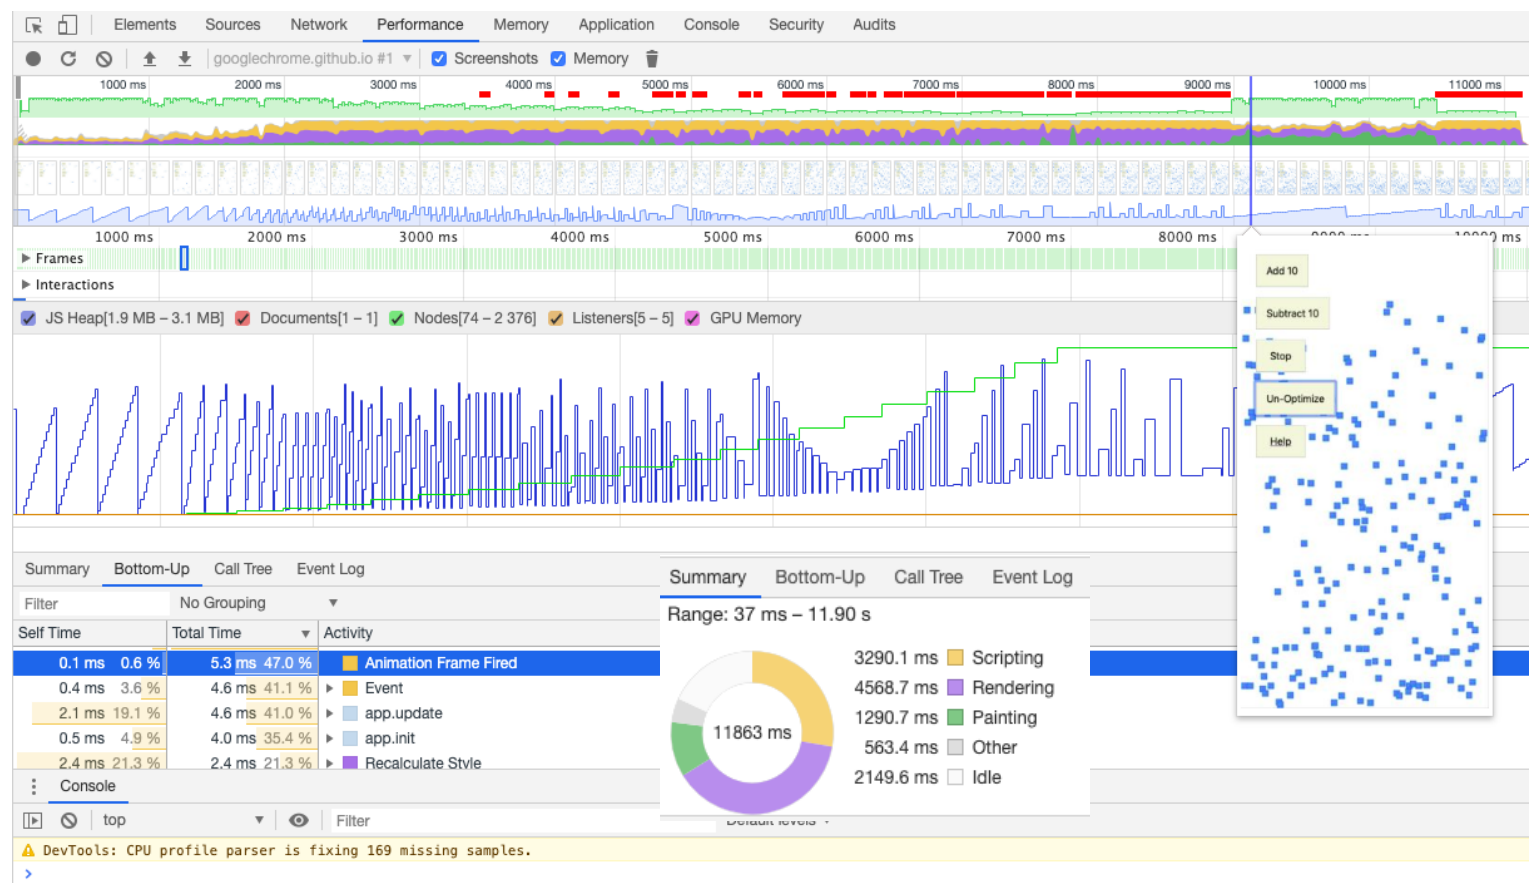 Elements Sources Network Performance Memory Application Console Security Audits
googlechrome.github.io #1 ▼ Screenshots Memory
1000 ms 2000 ms 3000 ms 4000 ms 5000 ms 6000 ms 7000 ms 8000 ms 9000 ms 10000 ms 11000 ms
1000 ms 2000 ms 3000 ms 4000 ms 5000 ms 6000 ms 7000 ms 8000 ms 9000 ms 10000 ms
Frames
Interactions
JS Heap[1.9 MB – 3.1 MB] Documents[1 – 1] Nodes[74 – 2 376] Listeners[5 – 5] GPU Memory
Add 10
Subtract 10
Stop
Un-Optimize
Help
Summary Bottom-Up Call Tree Event Log
Filter No Grouping ▼
Self Time Total Time ▼ Activity
0.1 ms 0.6 % 5.3 ms 47.0 % Animation Frame Fired
0.4 ms 3.6 % 4.6 ms 41.1 % Event
2.1 ms 19.1 % 4.6 ms 41.0 % app.update
0.5 ms 4.9 % 4.0 ms 35.4 % app.init
2.4 ms 21.3 % 2.4 ms 21.3 % Recalculate Style
Summary Bottom-Up Call Tree Event Log
Range: 37 ms – 11.90 s
11863 ms
3290.1 ms Scripting
4568.7 ms Rendering
1290.7 ms Painting
563.4 ms Other
2149.6 ms Idle
Console
top ▼ Filter Default levels
DevTools: CPU profile parser is fixing 169 missing samples.